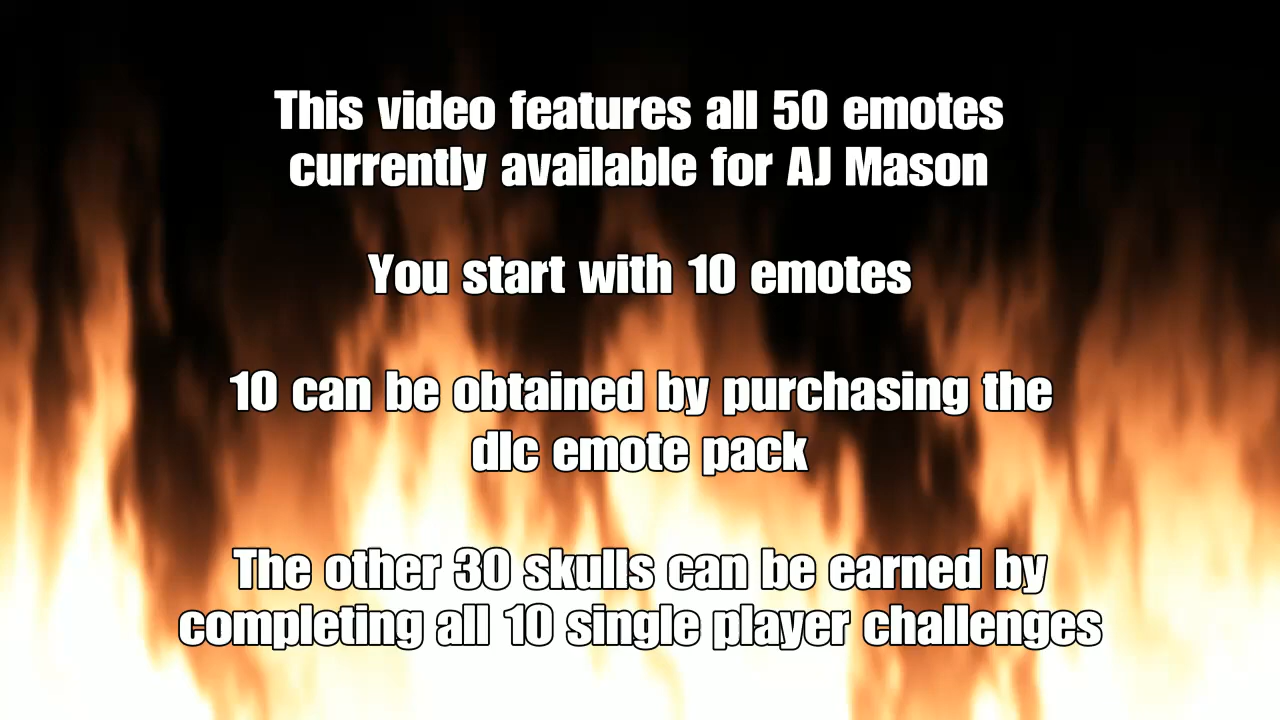 This video features all 50 emotes
currently available for AJ Mason
You start with 10 emotes
10 can be obtained by purchasing the
dlc emote pack
The other 30 skulls can be earned by
completing all 10 single player challenges